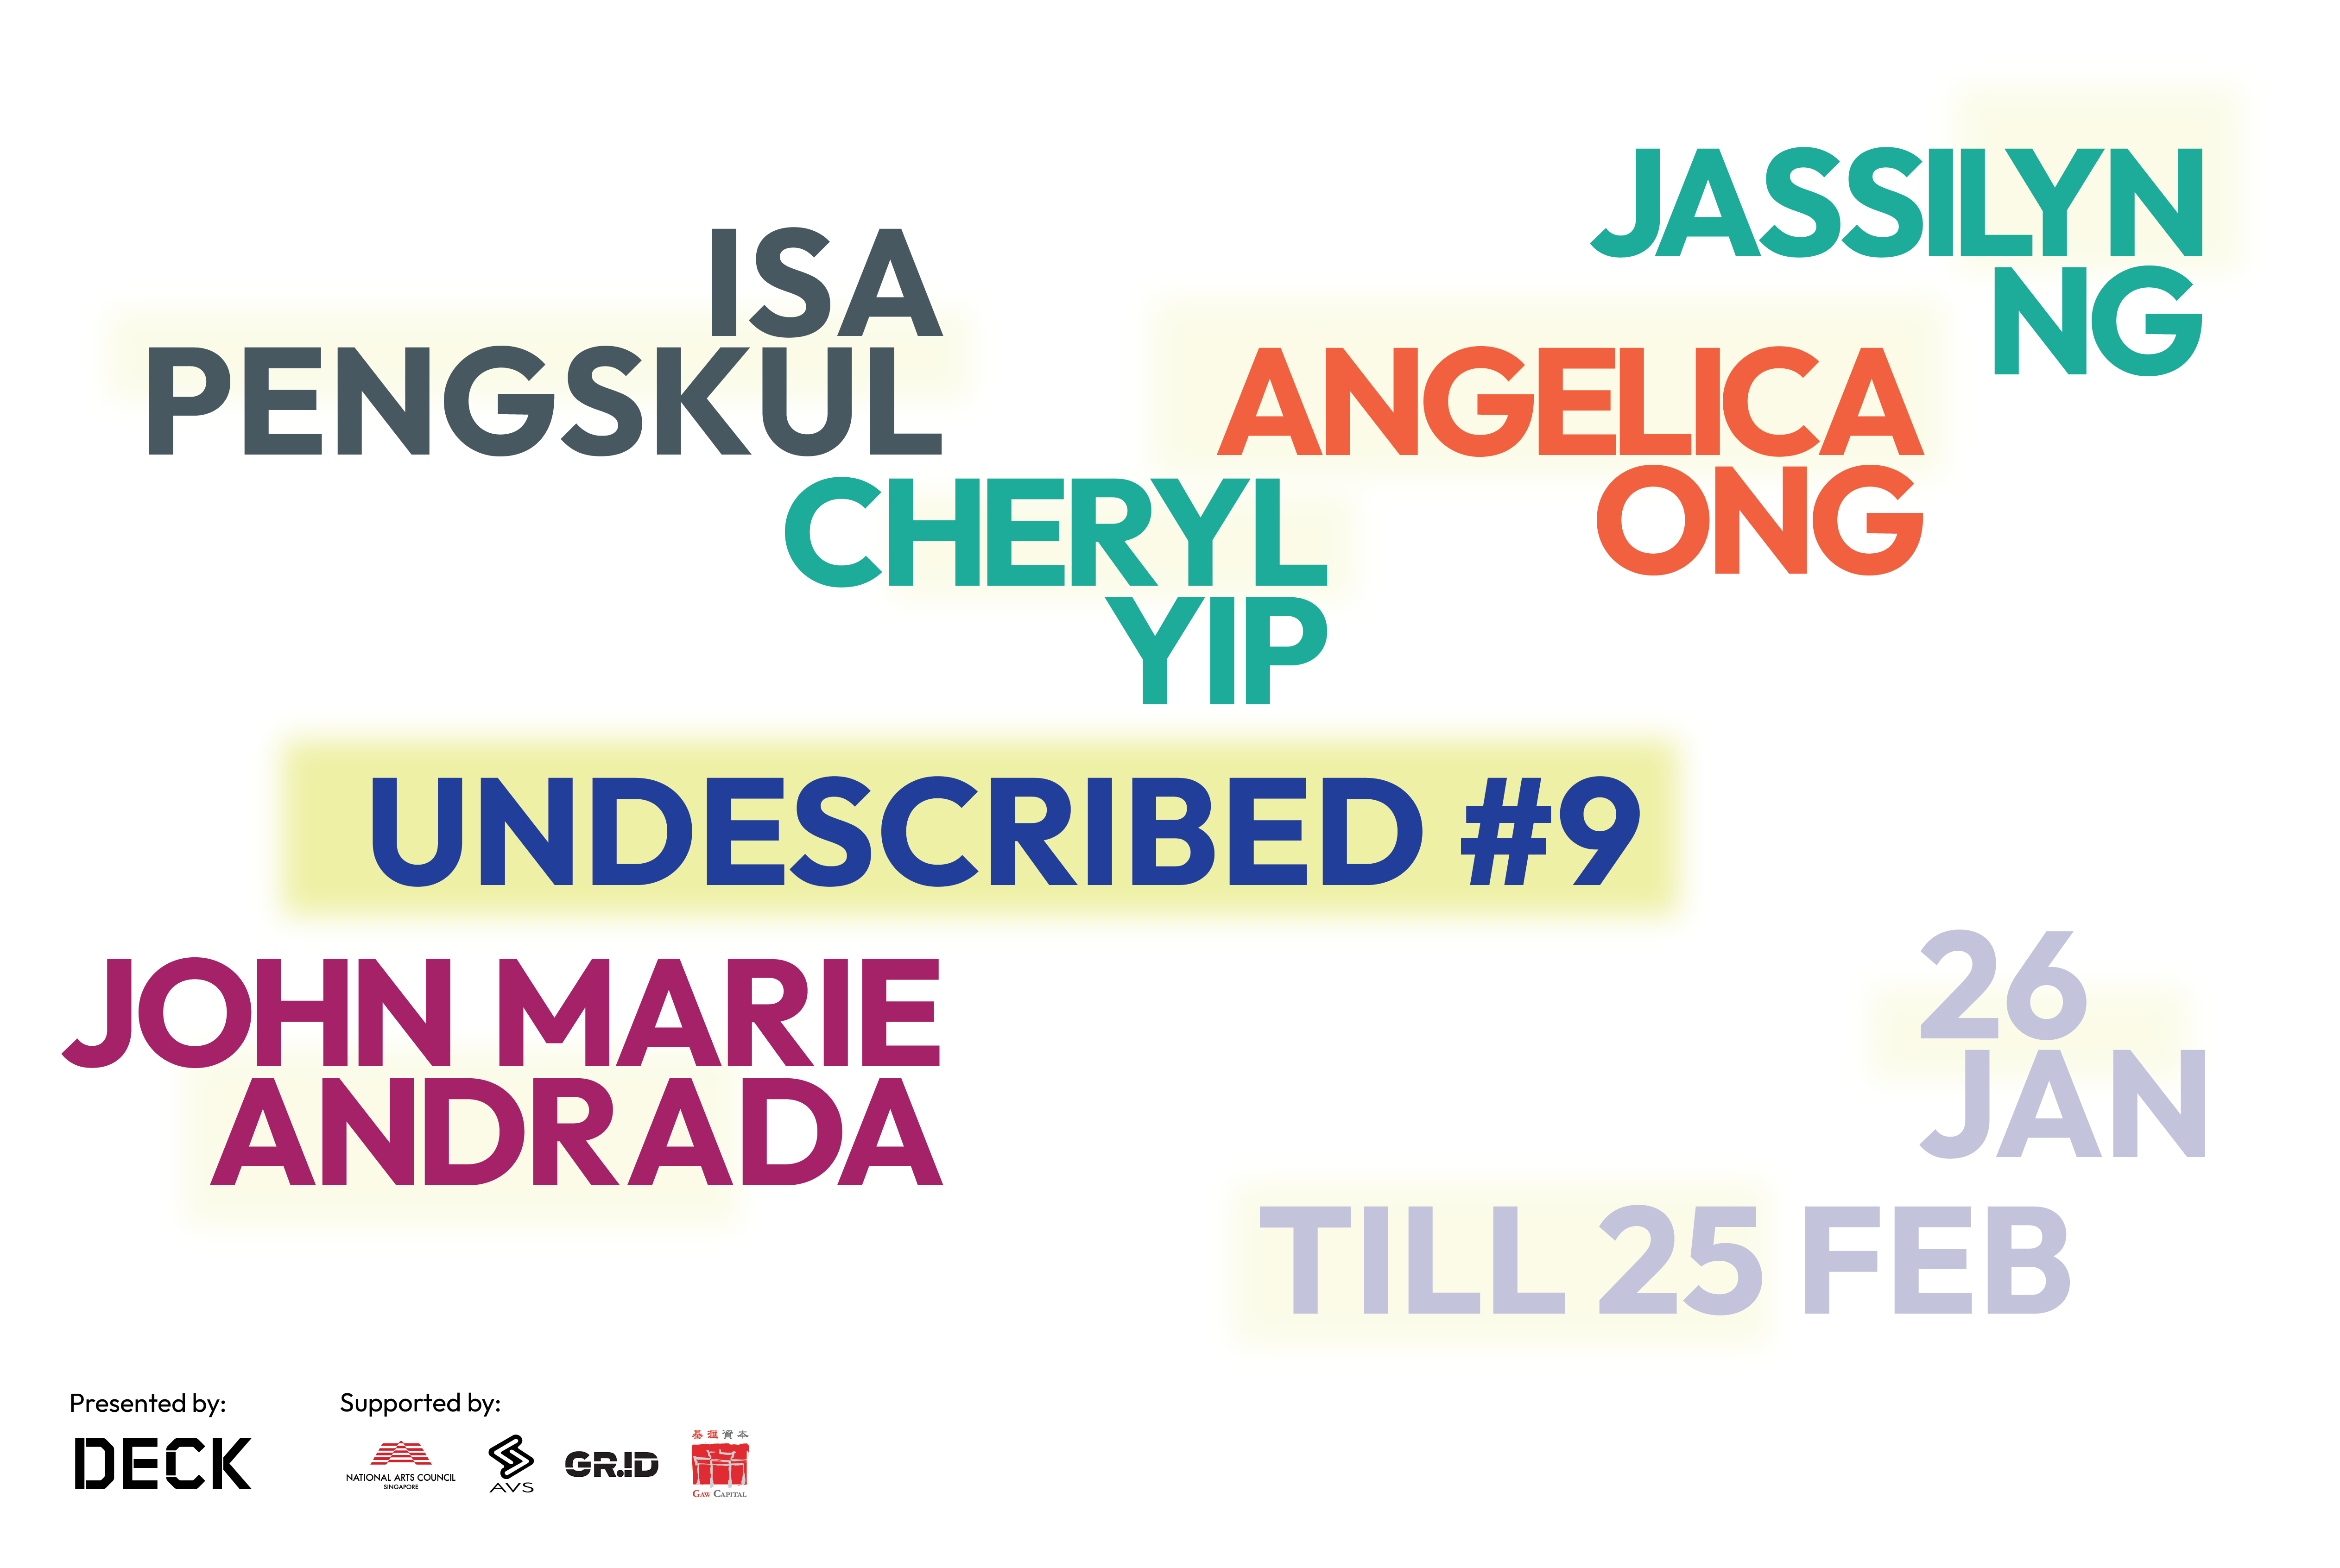 JASSILYN
NG
ISA
PENGSKUL
ANGELICA
ONG
CHERYL
YIP
UNDESCRIBED #9
JOHN MARIE
ANDRADA
26
JAN
TILL 25 FEB
Presented by:
DECK
Supported by:
NATIONAL ARTS COUNCIL
SINGAPORE
AVS
GR.iD
基滙資本
GAW CAPITAL